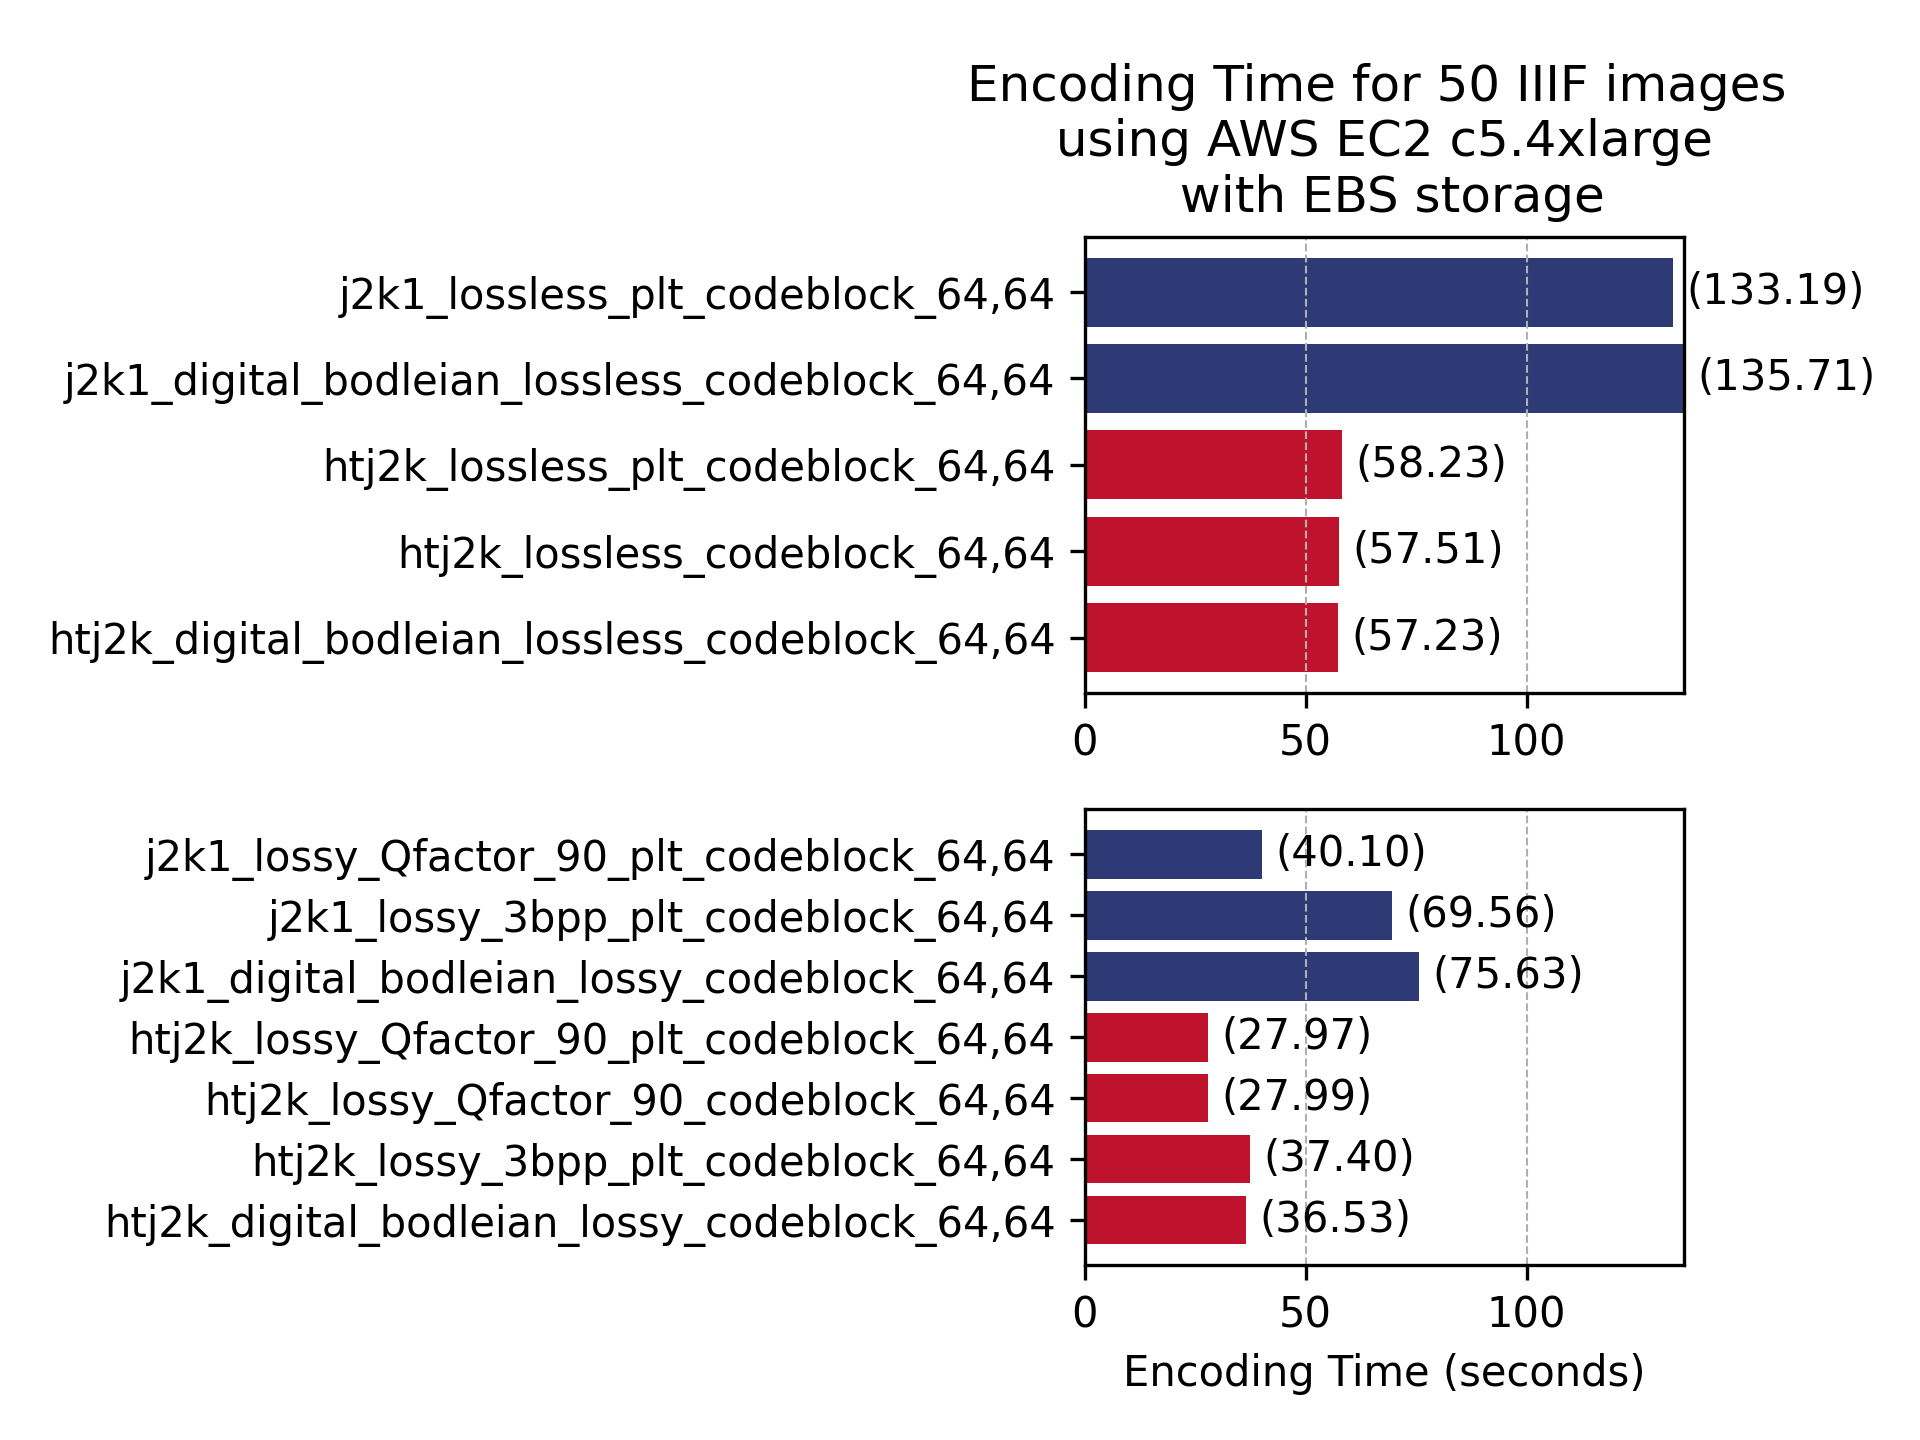 Encoding Time for 50 IIIF images
using AWS EC2 c5.4xlarge
with EBS storage
j2k1_lossless_plt_codeblock_64,64 (133.19)
j2k1_digital_bodleian_lossless_codeblock_64,64 (135.71)
htj2k_lossless_plt_codeblock_64,64 (58.23)
htj2k_lossless_codeblock_64,64 (57.51)
htj2k_digital_bodleian_lossless_codeblock_64,64 (57.23)
0 50 100
j2k1_lossy_Qfactor_90_plt_codeblock_64,64 (40.10)
j2k1_lossy_3bpp_plt_codeblock_64,64 (69.56)
j2k1_digital_bodleian_lossy_codeblock_64,64 (75.63)
htj2k_lossy_Qfactor_90_plt_codeblock_64,64 (27.97)
htj2k_lossy_Qfactor_90_codeblock_64,64 (27.99)
htj2k_lossy_3bpp_plt_codeblock_64,64 (37.40)
htj2k_digital_bodleian_lossy_codeblock_64,64 (36.53)
0 50 100
Encoding Time (seconds)